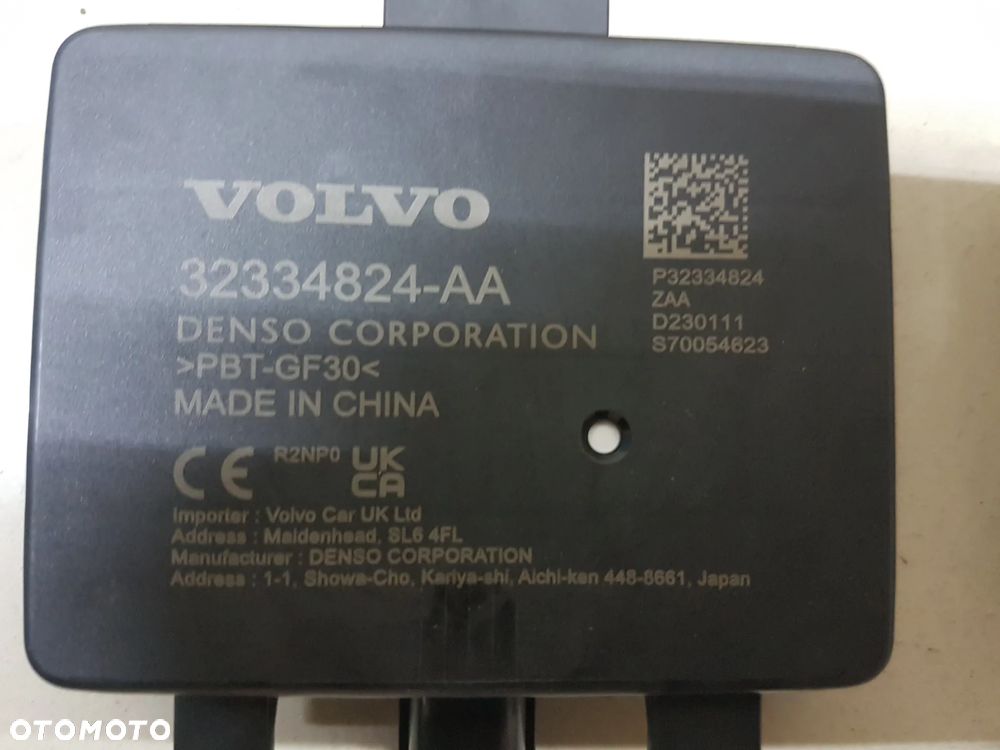 VOLVO
32334824-AA
DENSO CORPORATION
>PBT-GF30<
MADE IN CHINA
P32334824
ZAA
D230111
S70054623
CE R2NP0 UK
CA
Importer : Volvo Car UK Ltd
Address : Maidenhead, SL6 4FL
Manufacturer : DENSO CORPORATION
Address : 1-1, Showa-Cho, Kariya-shi, Aichi-ken 448-8661, Japan
OTOMOTO